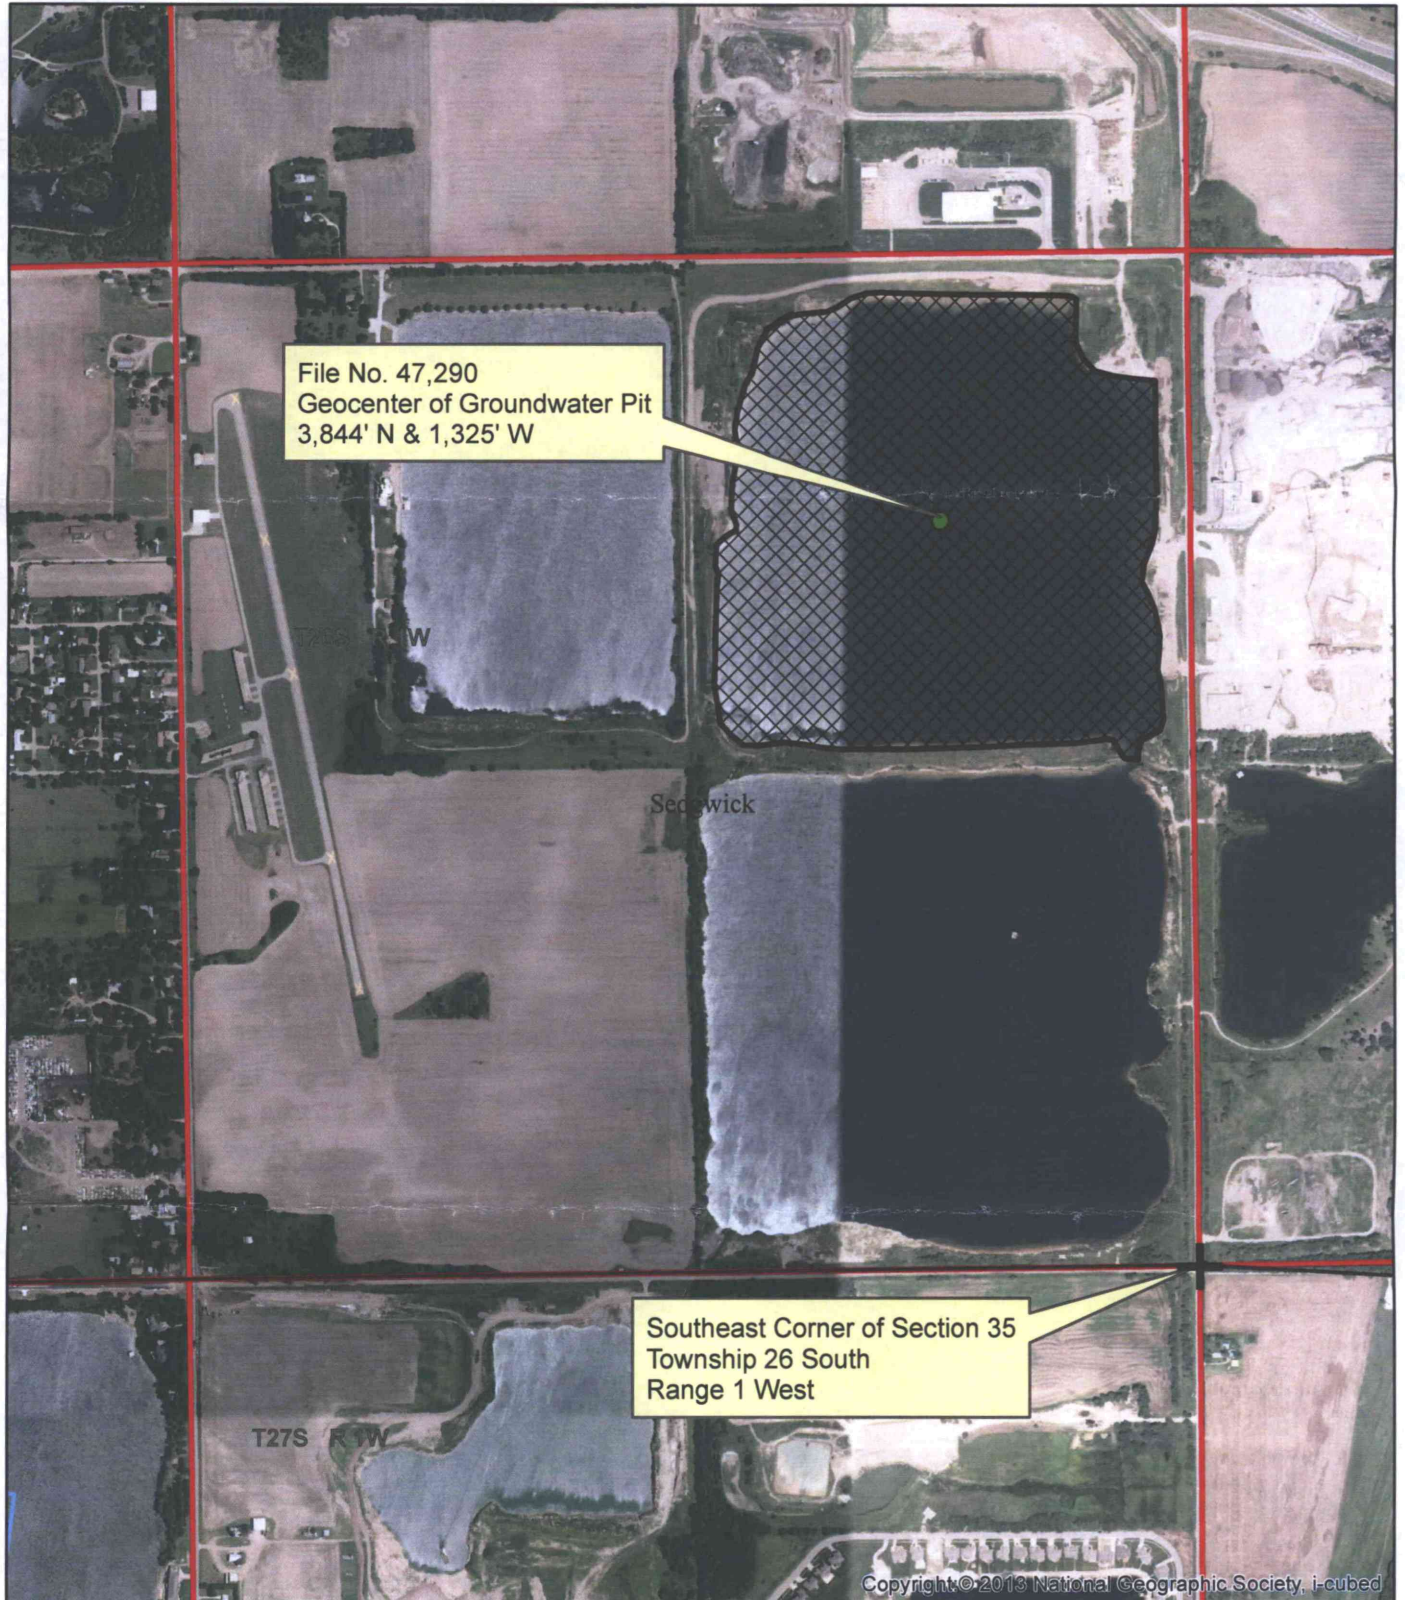 File No. 47,290
Geocenter of Groundwater Pit
3,844' N & 1,325' W
Sedgwick
Southeast Corner of Section 35
Township 26 South
Range 1 West
T27S R 1W
Copyright:© 2013 National Geographic Society, i-cubed